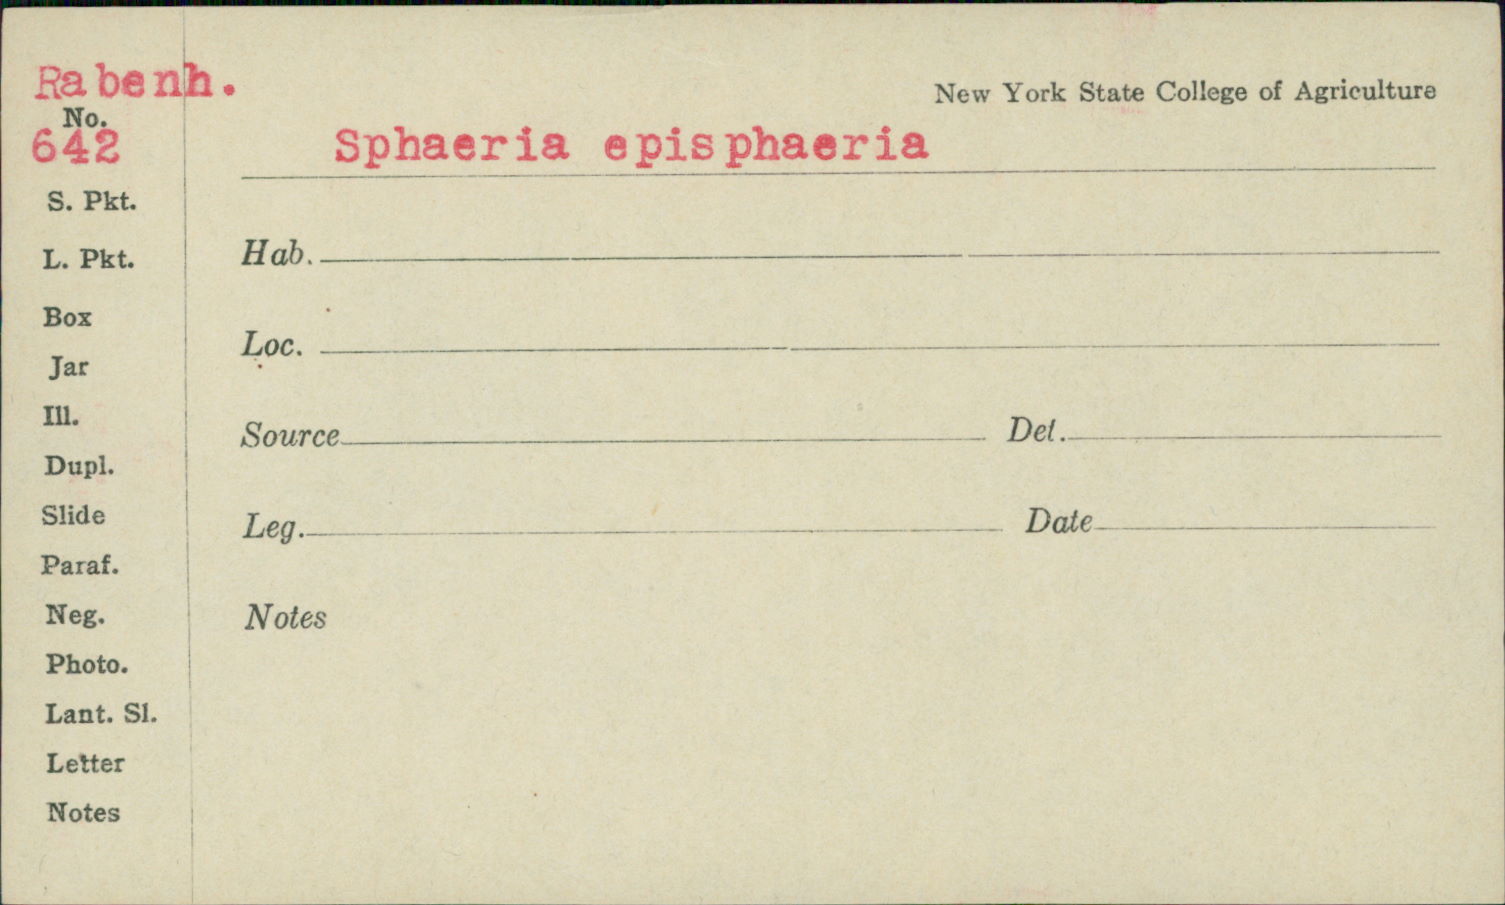 Rabenh.
No.
642
S. Pkt.
L. Pkt.
Box
Jar
Ill.
Dupl.
Slide
Paraf.
Neg.
Photo.
Lant. Sl.
Letter
Notes
New York State College of Agriculture
Sphaeria episphaeria
Hab.
Loc.
Source Det.
Leg. Date
Notes